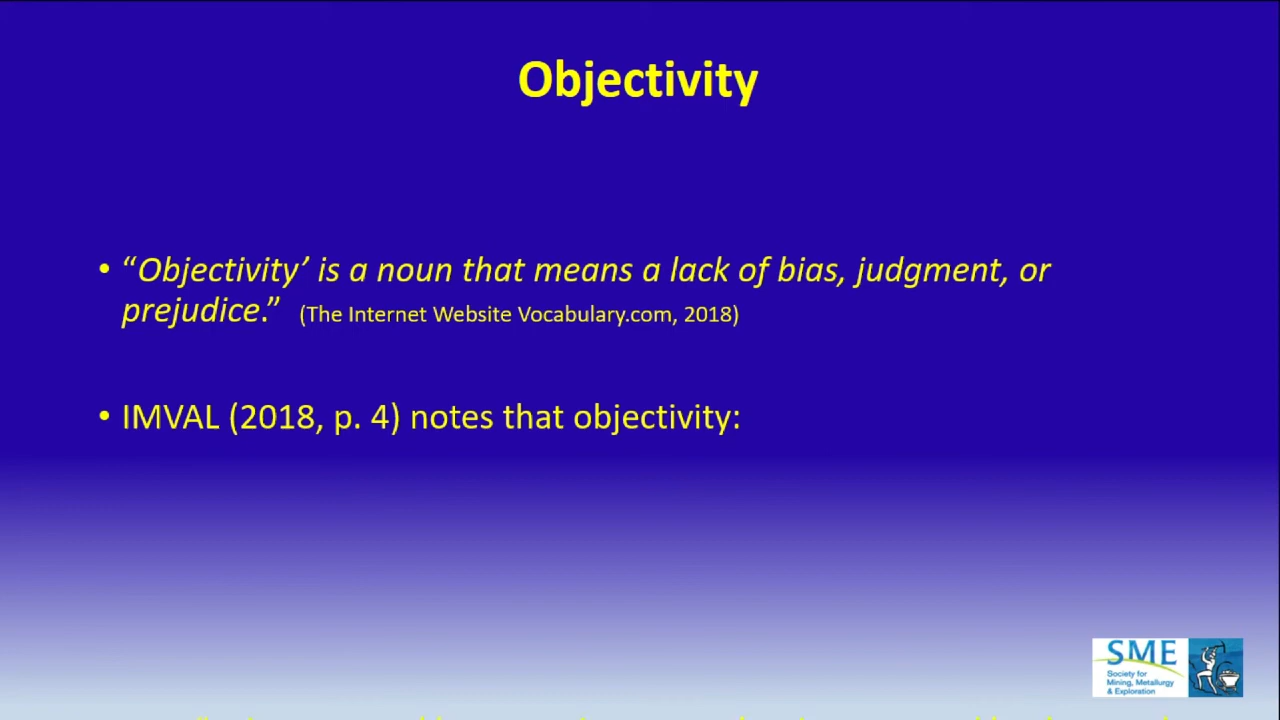 Objectivity
• “Objectivity’ is a noun that means a lack of bias, judgment, or
prejudice.” (The Internet Website Vocabulary.com, 2018)
• IMVAL (2018, p. 4) notes that objectivity:
SME
Society for
Mining, Metallurgy
& Exploration